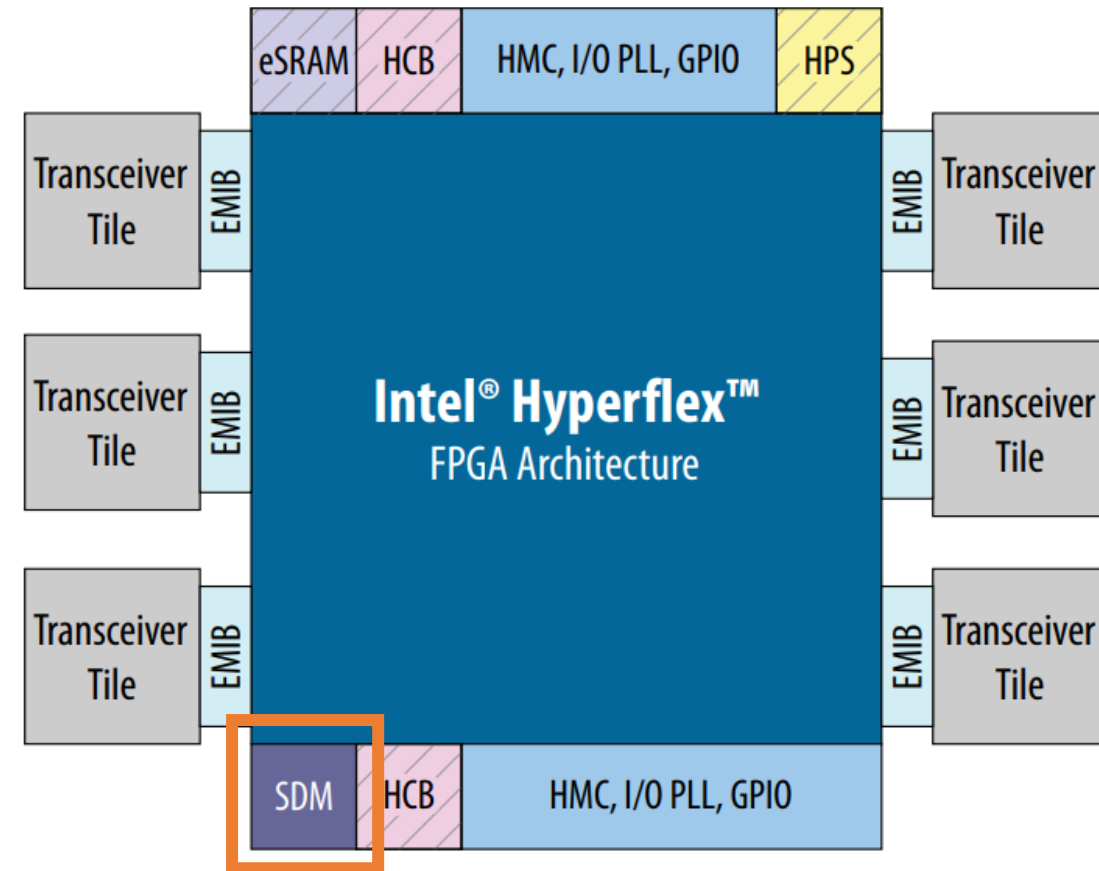 eSRAM
HCB
HMC, I/O PLL, GPIO
HPS
Transceiver
Tile
EMIB
EMIB
Transceiver
Tile
Transceiver
Tile
EMIB
Intel® Hyperflex™
FPGA Architecture
EMIB
Transceiver
Tile
Transceiver
Tile
EMIB
EMIB
Transceiver
Tile
SDM
HCB
HMC, I/O PLL, GPIO